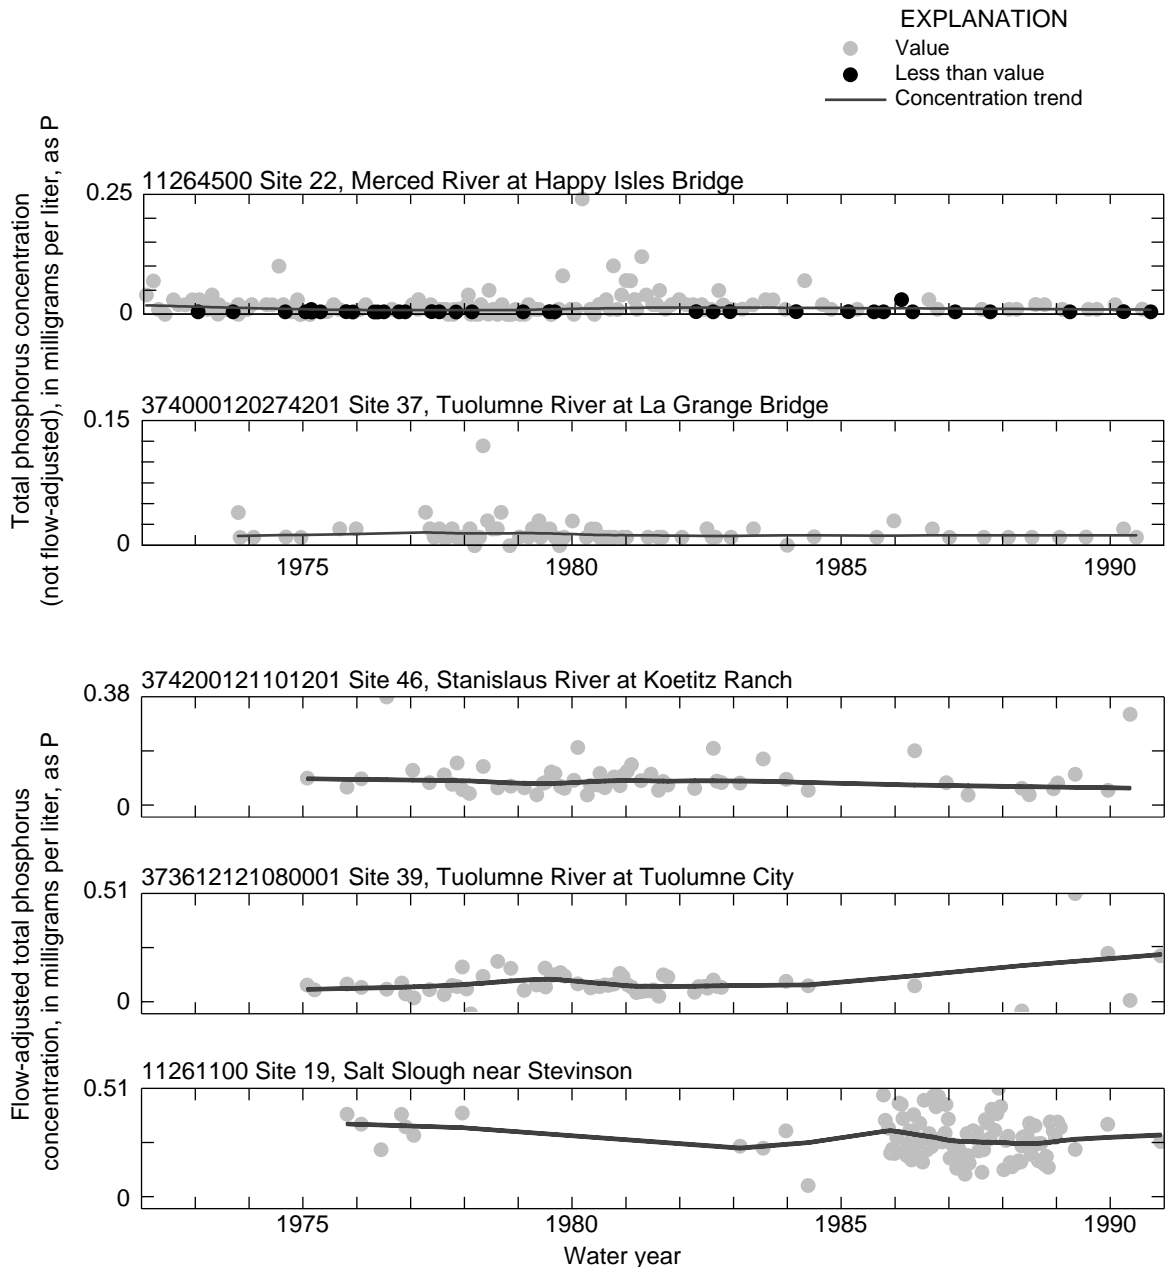 EXPLANATION
Value
Less than value
Concentration trend
Total phosphorus concentration
(not flow-adjusted), in milligrams per liter, as P
11264500 Site 22, Merced River at Happy Isles Bridge
0.25
0
374000120274201 Site 37, Tuolumne River at La Grange Bridge
0.15
0
1975 1980 1985 1990
Flow-adjusted total phosphorus
concentration, in milligrams per liter, as P
374200121101201 Site 46, Stanislaus River at Koetitz Ranch
0.38
0
373612121080001 Site 39, Tuolumne River at Tuolumne City
0.51
0
11261100 Site 19, Salt Slough near Stevinson
0.51
0
1975 1980 1985 1990
Water year